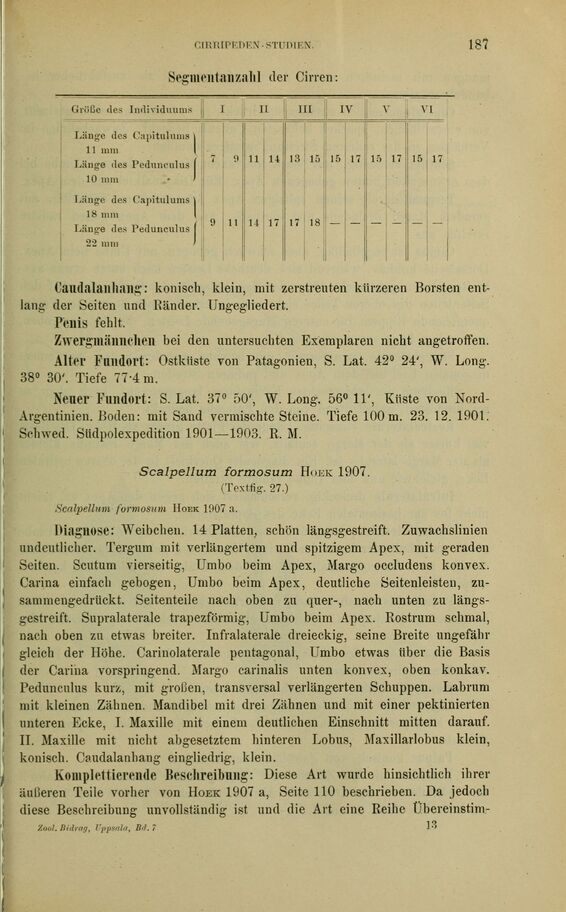 CIRRIPEDEN-STUDIEN. 187
Segmentanzahl der Cirren:
Größe des Individuums I II III IV V VI
Länge des Capitulums
11 mm
7 9 11 14 13 15 15 17 15 17 15 17
Länge des Pedunculus
10 mm
Länge des Capitulums
18 mm
9 11 14 17 17 18 — — — — — —
Länge des Pedunculus
22 mm
Caudalanhang: konisch, klein, mit zerstreuten kürzeren Borsten ent-
lang der Seiten und Ränder. Ungegliedert.
Penis fehlt.
Zwergmännchen bei den untersuchten Exemplaren nicht angetroffen.
Alter Fundort: Ostküste von Patagonien, S. Lat. 42° 24', W. Long.
38° 30'. Tiefe 77·4 m.
Neuer Fundort: S. Lat. 37° 50', W. Long. 56° 11', Küste von Nord-
Argentinien. Boden: mit Sand vermischte Steine. Tiefe 100 m. 23. 12. 1901.
Schwed. Südpolexpedition 1901—1903. R. M.
Scalpellum formosum HOEK 1907.
(Textfig. 27.)
Scalpellum formosum HOEK 1907 a.
Diagnose: Weibchen. 14 Platten, schön längsgestreift. Zuwachslinien
undeutlicher. Tergum mit verlängertem und spitzigem Apex, mit geraden
Seiten. Scutum vierseitig, Umbo beim Apex, Margo occludens konvex.
Carina einfach gebogen, Umbo beim Apex, deutliche Seitenleisten, zu-
sammengedrückt. Seitenteile nach oben zu quer-, nach unten zu längs-
gestreift. Supralaterale trapezförmig, Umbo beim Apex. Rostrum schmal,
nach oben zu etwas breiter. Infralaterale dreieckig, seine Breite ungefähr
gleich der Höhe. Carinolaterale pentagonal, Umbo etwas über die Basis
der Carina vorspringend. Margo carinalis unten konvex, oben konkav.
Pedunculus kurz, mit großen, transversal verlängerten Schuppen. Labrum
mit kleinen Zähnen. Mandibel mit drei Zähnen und mit einer pektinierten
unteren Ecke, I. Maxille mit einem deutlichen Einschnitt mitten darauf.
II. Maxille mit nicht abgesetztem hinteren Lobus, Maxillarlobus klein,
konisch. Caudalanhang eingliedrig, klein.
Komplettierende Beschreibung: Diese Art wurde hinsichtlich ihrer
äußeren Teile vorher von HOEK 1907 a, Seite 110 beschrieben. Da jedoch
diese Beschreibung unvollständig ist und die Art eine Reihe Übereinstim-
Zool. Bidrag, Uppsala, Bd. 7 13